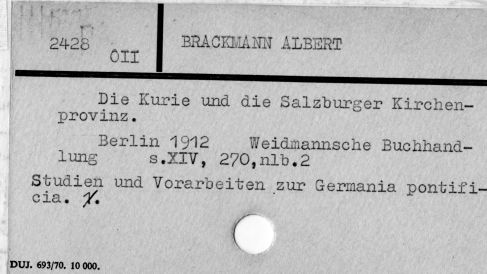 2428
OII
BRACKMANN ALBERT
Die Kurie und die Salzburger Kirchen-
provinz.
Berlin 1912 Weidmannsche Buchhand-
lung s.XIV, 270,nlb.2
Studien und Vorarbeiten zur Germania pontifi-
cia. 1.
DUJ. 693/70. 10 000.